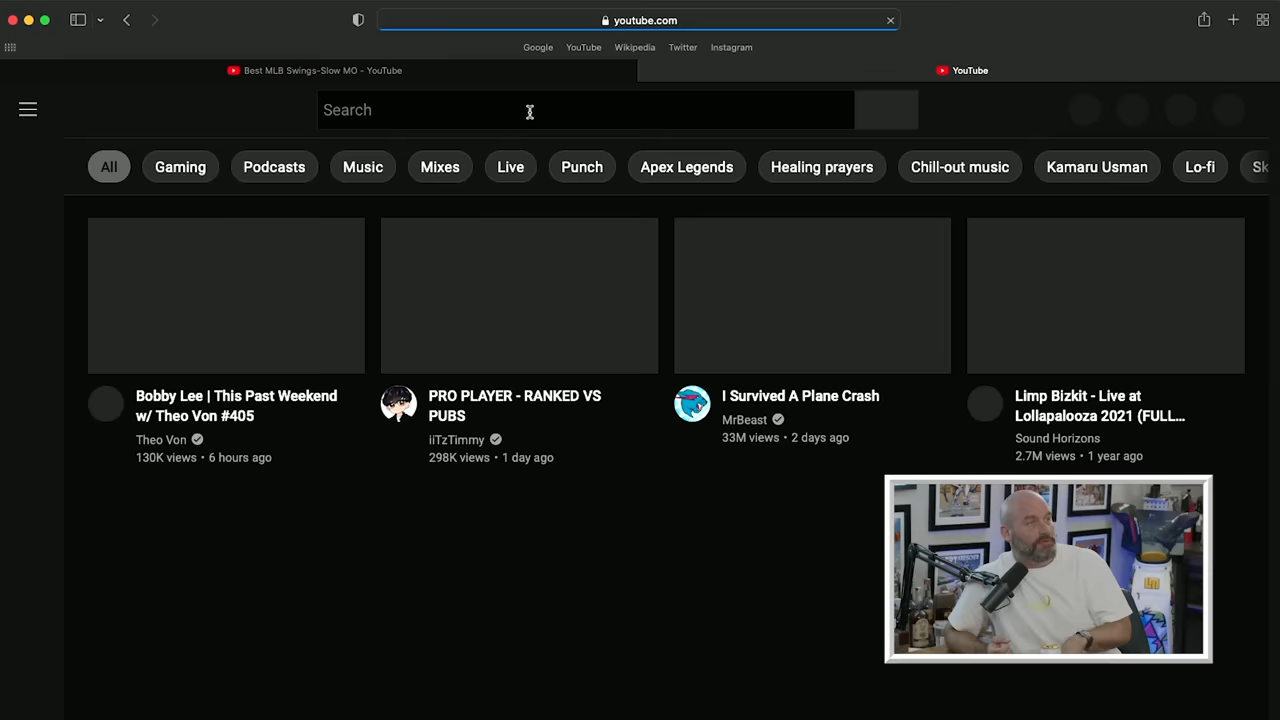 youtube.com
Google YouTube Wikipedia Twitter Instagram
Best MLB Swings-Slow MO - YouTube
YouTube
Search
All Gaming Podcasts Music Mixes Live Punch Apex Legends Healing prayers Chill-out music Kamaru Usman Lo-fi Sk
Bobby Lee | This Past Weekend
w/ Theo Von #405
Theo Von
130K views • 6 hours ago
PRO PLAYER - RANKED VS
PUBS
iiTzTimmy
298K views • 1 day ago
I Survived A Plane Crash
MrBeast
33M views • 2 days ago
Limp Bizkit - Live at
Lollapalooza 2021 (FULL...
Sound Horizons
2.7M views • 1 year ago